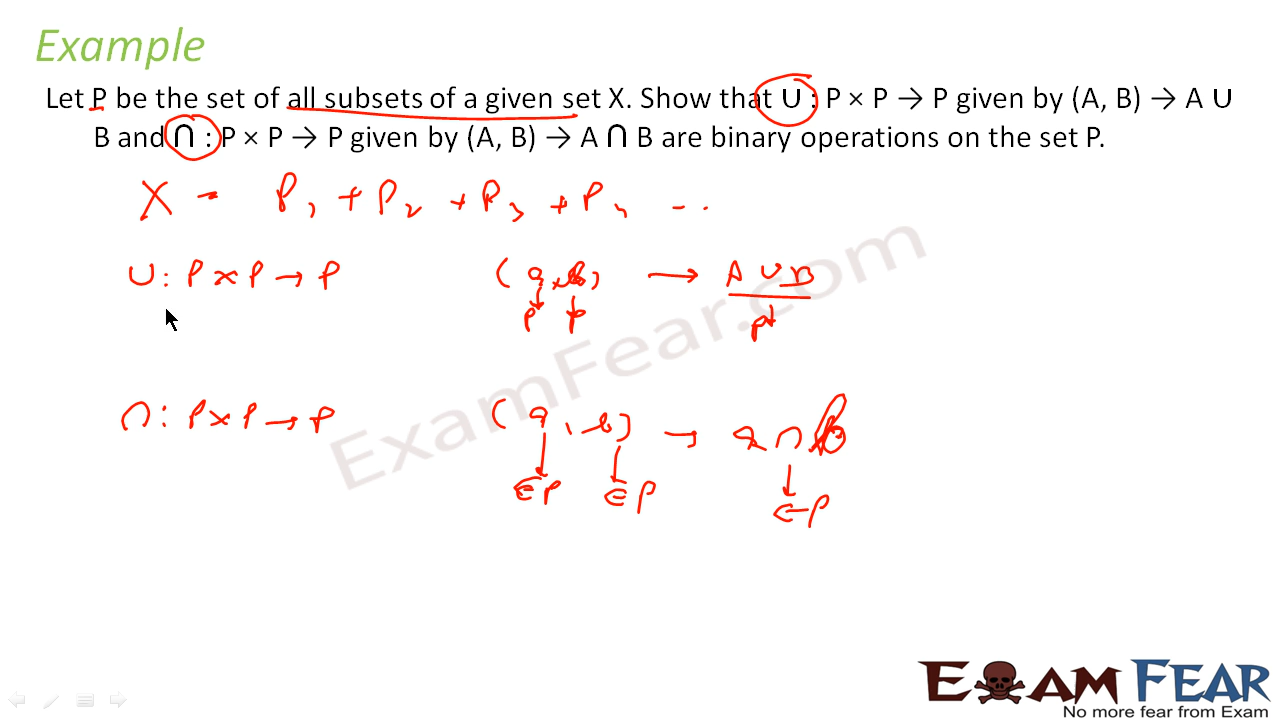 Example
Let P be the set of all subsets of a given set X. Show that ∪ : P × P → P given by (A, B) → A ∪
B and ∩ : P × P → P given by (A, B) → A ∩ B are binary operations on the set P.
X = P1 + P2 + P3 + P4 ...
∪ : P × P → P (a, b) → A ∪ B
P P P
∩ : P × P → P (a, b) → a ∩ B
∈ P ∈ P ∈ P
ExamFear.com
EXAM FEAR
No more fear from Exam